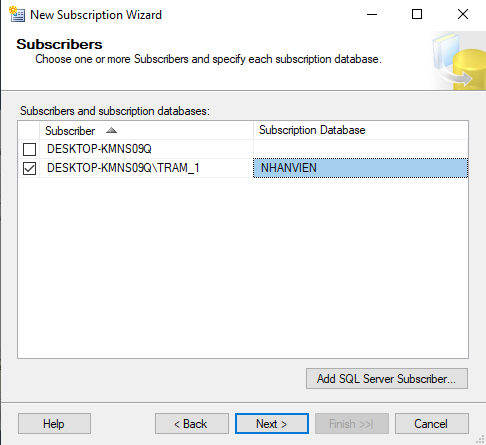 New Subscription Wizard
Subscribers
Choose one or more Subscribers and specify each subscription database.
Subscribers and subscription databases:
Subscriber Subscription Database
DESKTOP-KMNS09Q
DESKTOP-KMNS09Q\TRAM_1 NHANVIEN
Add SQL Server Subscriber...
Help < Back Next > Finish >>| Cancel